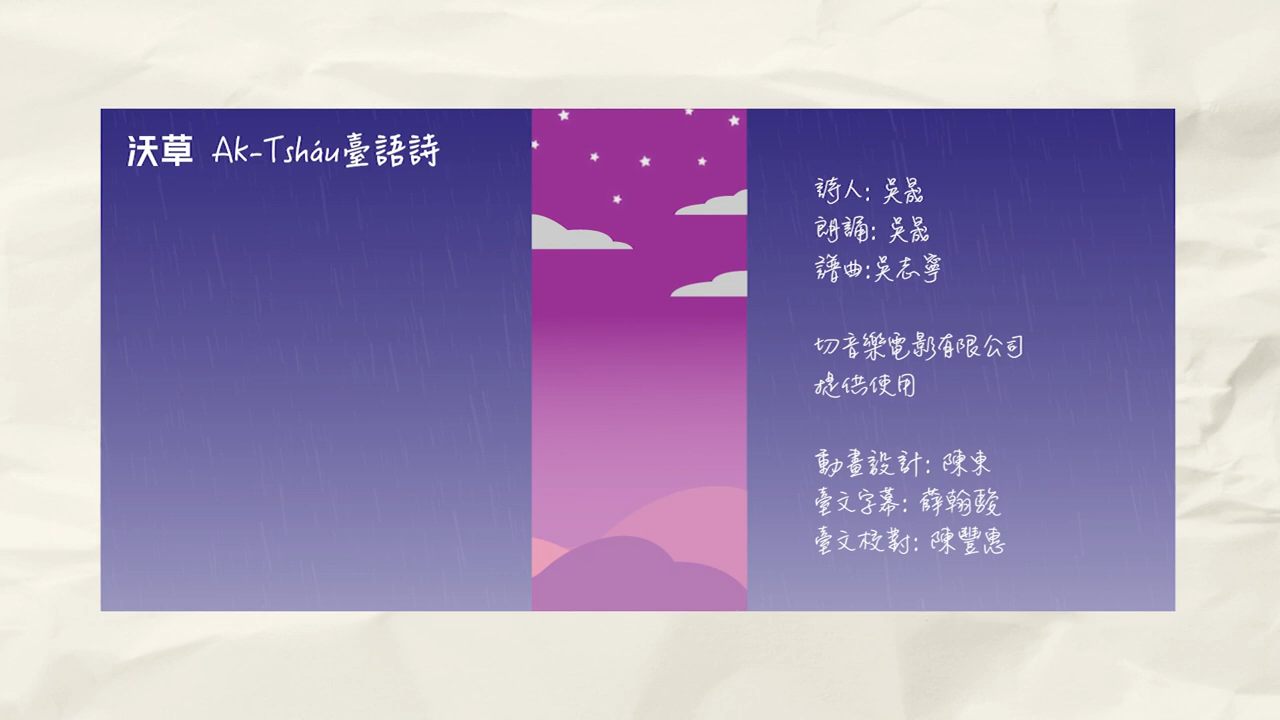 沃草 Ak-Tsháu臺語詩
詩人: 吳晟
朗誦: 吳晟
譜曲:吳志寧
切音樂電影有限公司
提供使用
動畫設計: 陳東
臺文字幕: 薛翰駿
臺文校對: 陳豐惠